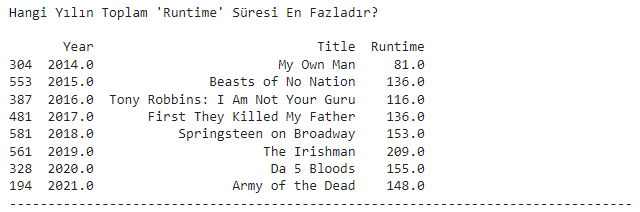 Hangi Yılın Toplam 'Runtime' Süresi En Fazladır?
Year Title Runtime
304 2014.0 My Own Man 81.0
553 2015.0 Beasts of No Nation 136.0
387 2016.0 Tony Robbins: I Am Not Your Guru 116.0
481 2017.0 First They Killed My Father 136.0
581 2018.0 Springsteen on Broadway 153.0
561 2019.0 The Irishman 209.0
328 2020.0 Da 5 Bloods 155.0
194 2021.0 Army of the Dead 148.0
--------------------------------------------------------------------------------